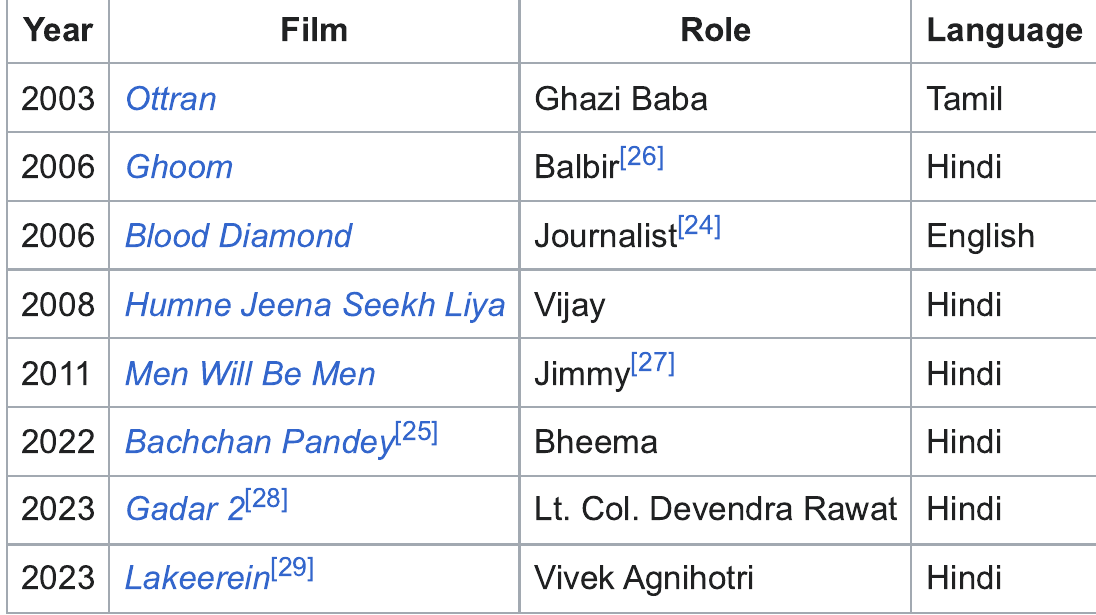 Year Film Role Language
2003 Ottran Ghazi Baba Tamil
2006 Ghoom Balbir[26] Hindi
2006 Blood Diamond Journalist[24] English
2008 Humne Jeena Seekh Liya Vijay Hindi
2011 Men Will Be Men Jimmy[27] Hindi
2022 Bachchan Pandey[25] Bheema Hindi
2023 Gadar 2[28] Lt. Col. Devendra Rawat Hindi
2023 Lakeerein[29] Vivek Agnihotri Hindi